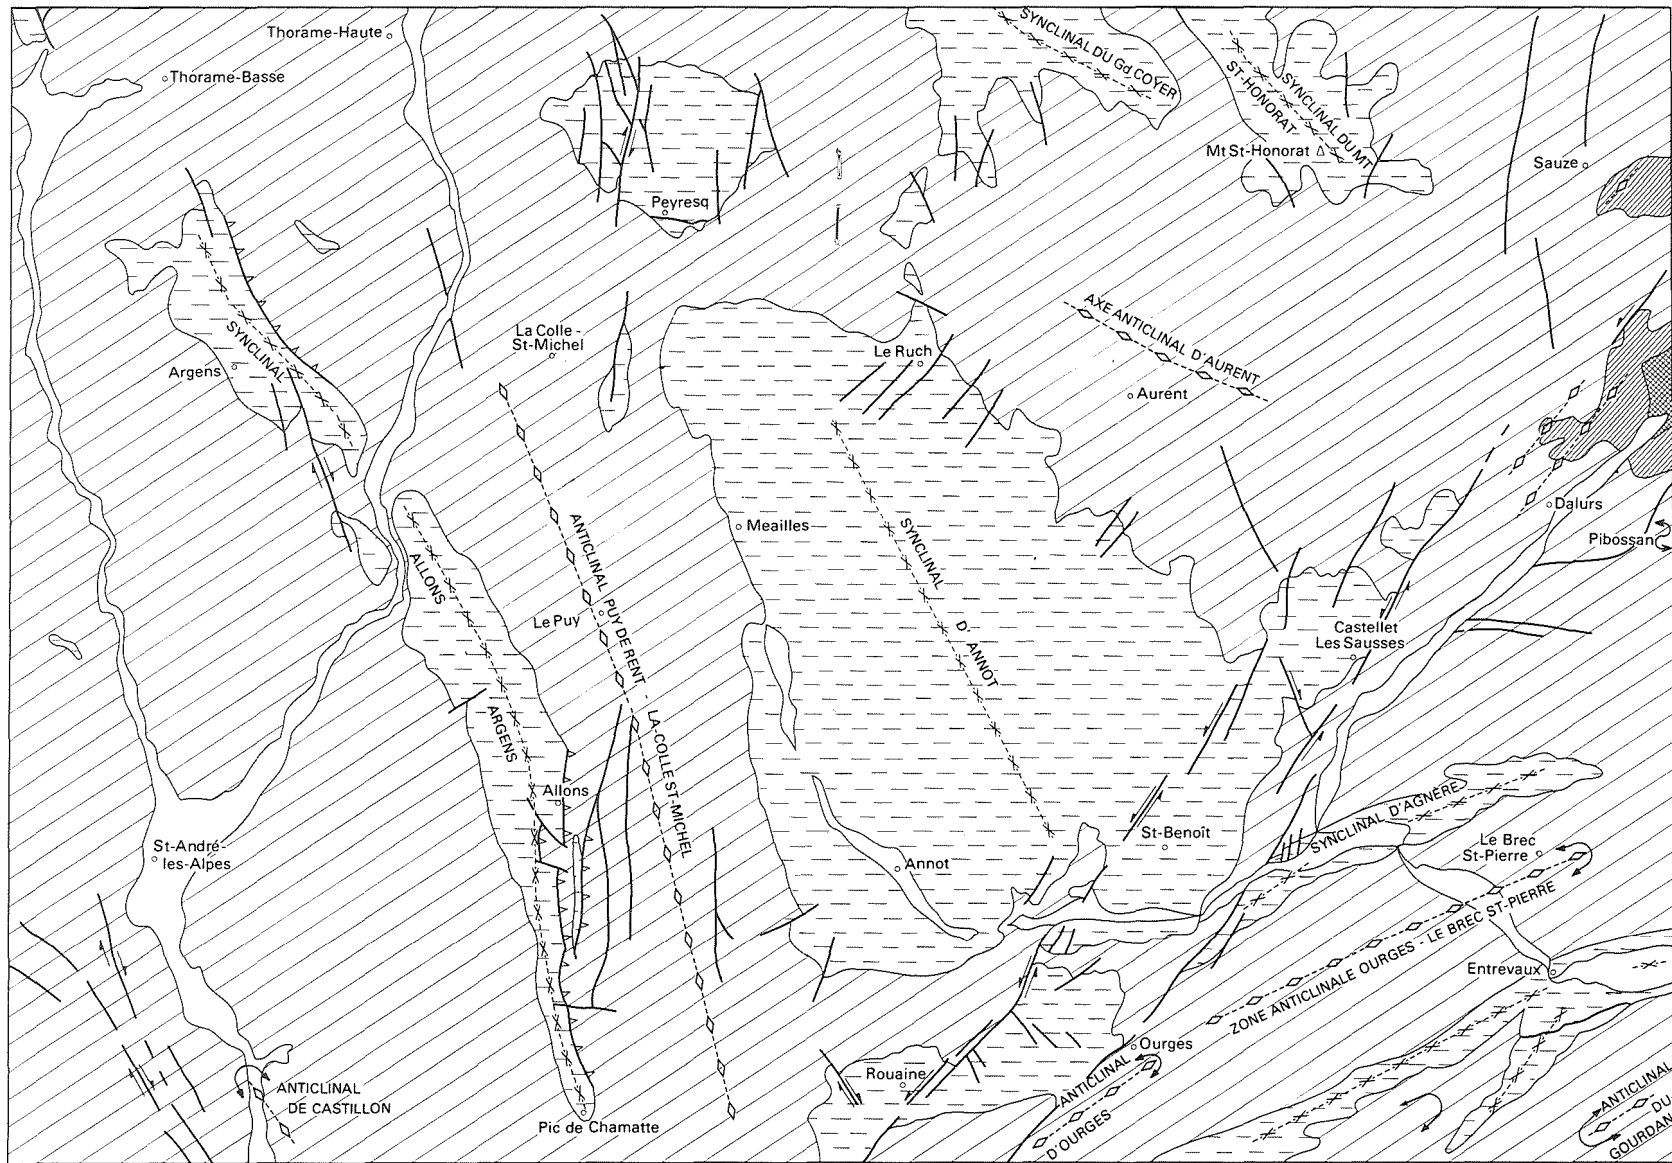 Thorame-Haute
Thorame-Basse
SYNCLINAL DU Gd COYER
SYNCLINAL DU MT
ST-HONORAT
Mt St-Honorat
Sauze
Peyresq
La Colle -
St-Michel
Le Ruch
AXE ANTICLINAL D'AURENT
Aurent
SYNCLINAL
Argens
Meailles
Dalurs
Pibossan
ALLONS
ARGENS
Le Puy
ANTICLINAL PUY DE RENT - LA COLLE ST-MICHEL
SYNCLINAL
D'ANNOT
Castellet
Les Sausses
Allons
St-Benoît
SYNCLINAL D'AGNÈRE
Le Brec
St-Pierre
St-André-
les-Alpes
Annot
ZONE ANTICLINALE OURGES - LE BREC ST-PIERRE
Entrevaux
Ourges
Rouaine
ANTICLINAL
D'OURGES
ANTICLINAL
DE CASTILLON
Pic de Chamatte
ANTICLINAL
DU
GOURDAN